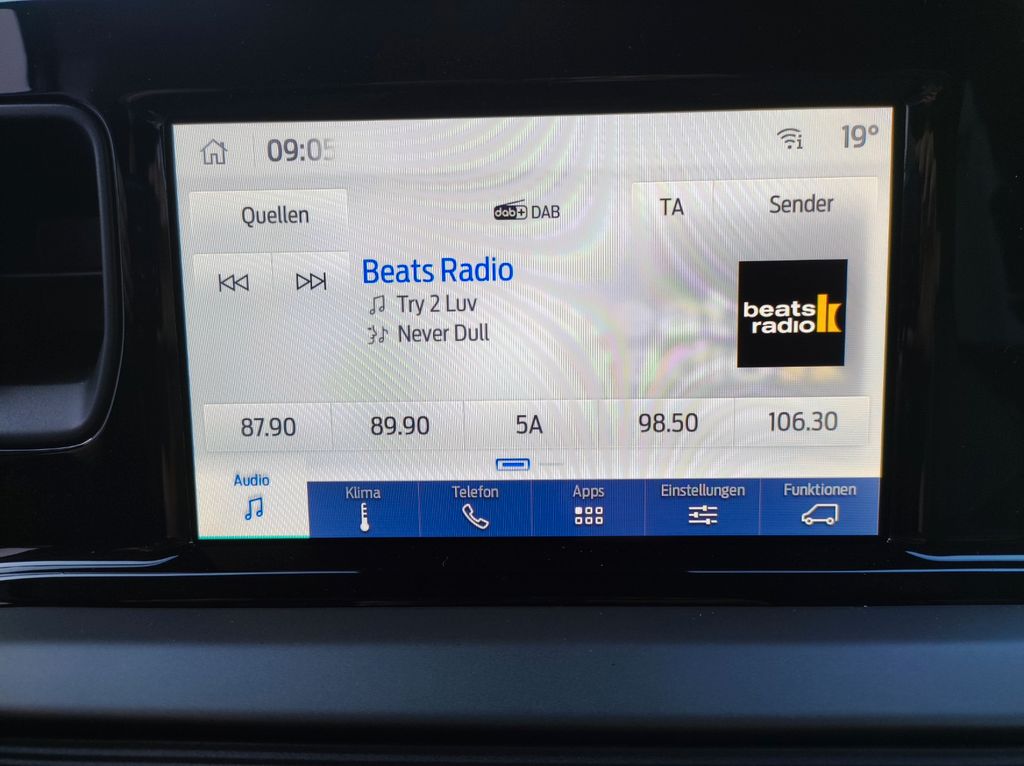 09:05
19°
Quellen
dab+ DAB
TA
Sender
Beats Radio
Try 2 Luv
Never Dull
beats
radio
87.90
89.90
5A
98.50
106.30
Audio
Klima
Telefon
Apps
Einstellungen
Funktionen